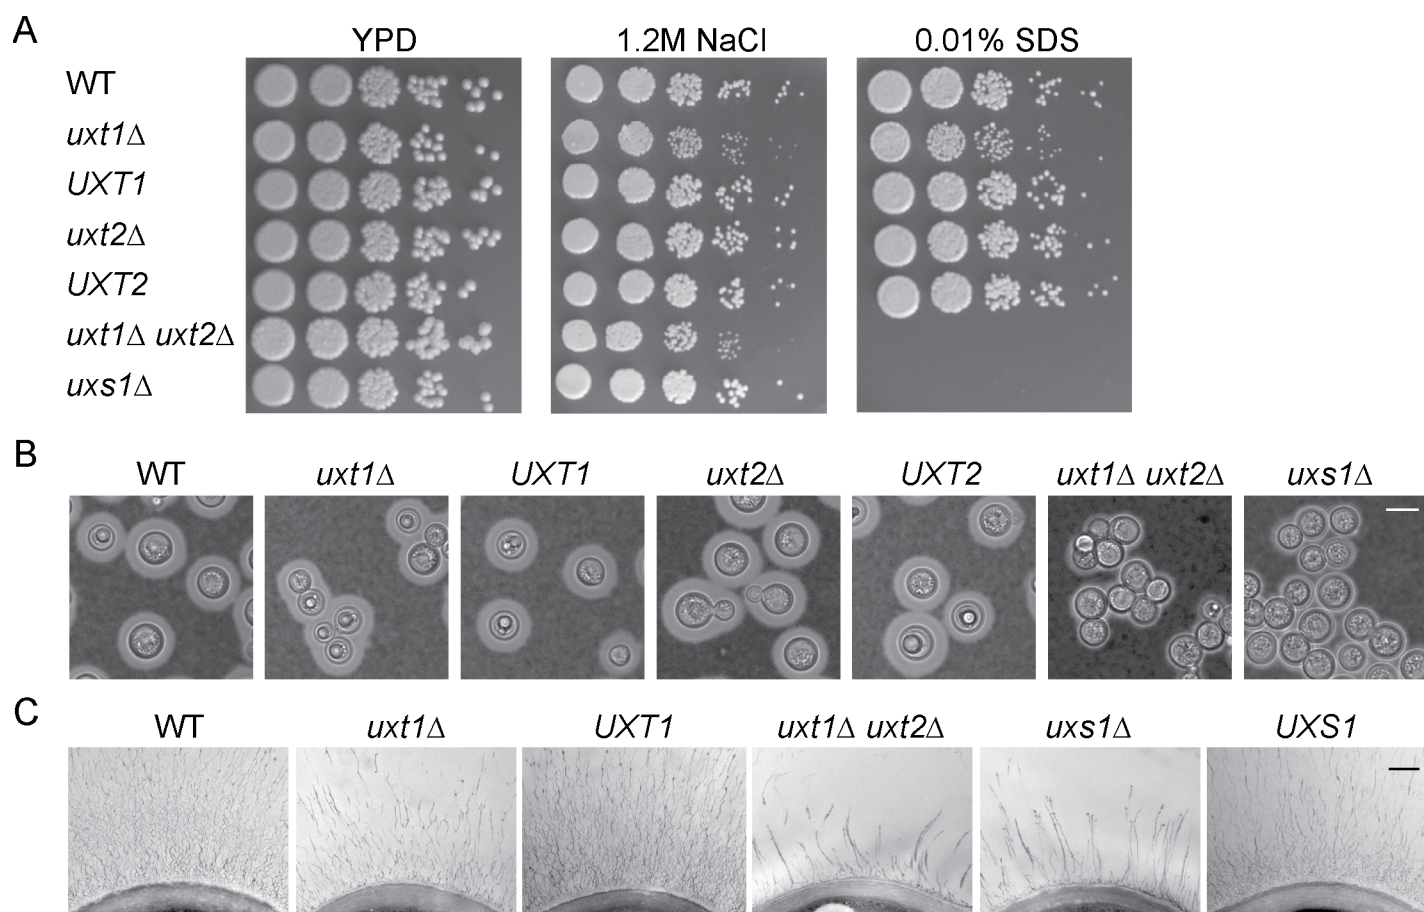 A
YPD 1.2M NaCl 0.01% SDS
WT
uxt1Δ
UXT1
uxt2Δ
UXT2
uxt1Δ uxt2Δ
uxs1Δ
B
WT uxt1Δ UXT1 uxt2Δ UXT2 uxt1Δ uxt2Δ uxs1Δ
C
WT uxt1Δ UXT1 uxt1Δ uxt2Δ uxs1Δ UXS1